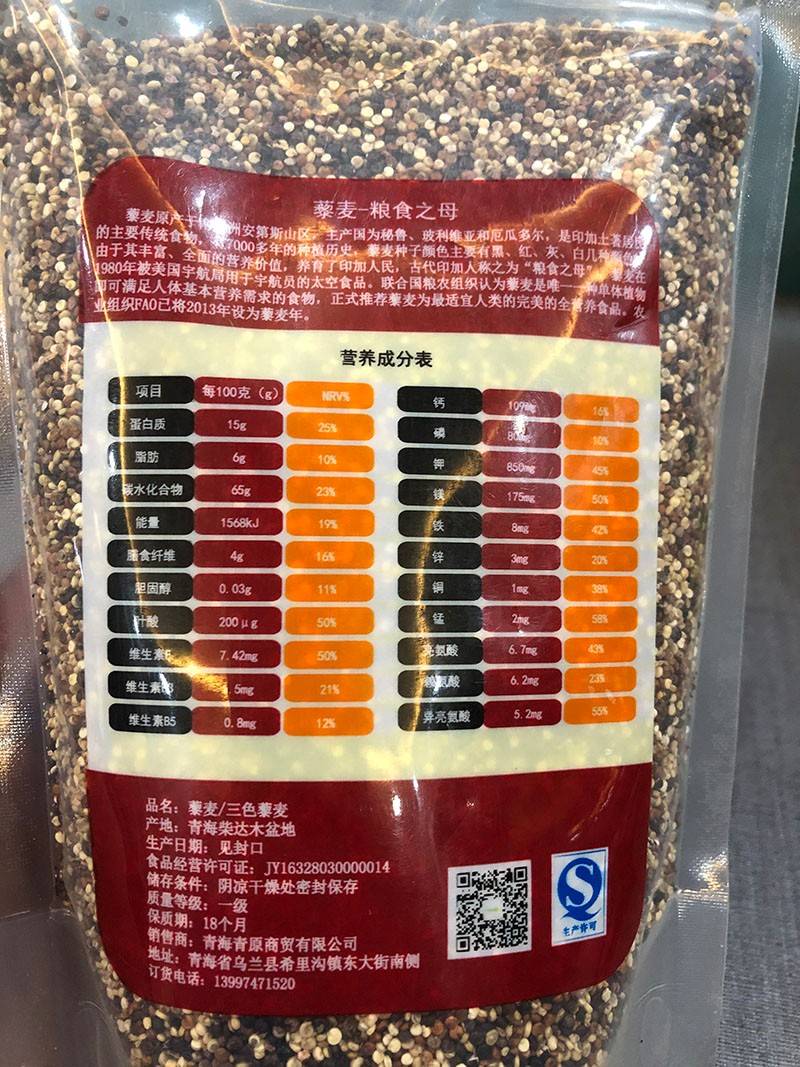 藜麦-粮食之母
藜麦原产于 洲安第斯山区 主产国为秘鲁、玻利维亚和厄瓜多尔，是印加土著居民
的主要传统食物， 7000多年的种植历史 藜麦种子颜色主要有黑、红、灰、白几种
由于其丰富、全面的营养价值，养育了印加人民，古代印加人称之为“粮食之母” 麦在
1980年被美国宇航局用于宇航员的太空食品。联合国粮农组织认为藜麦是唯一 种单体植物
即可满足人体基本营养需求的食物，正式推荐藜麦为最适宜人类的完美的全营养食品。农
业组织FAO已将2013年设为藜麦年。
营养成分表
项目 每100克（g） NRV%
蛋白质 15g 25%
脂肪 6g 10%
碳水化合物 65g 23%
能量 1568kJ 19%
膳食纤维 4g 16%
胆固醇 0.03g 11%
叶酸 200μg 50%
维生素E 7.42mg 50%
维生素 5mg 21%
维生素B5 0.8mg 12%
钙 109mg 16%
磷 10%
钾 850mg 45%
镁 175mg 50%
铁 8mg 42%
锌 3mg 20%
铜 1mg 38%
锰 2mg 58%
亮氨酸 6.7mg 43%
氨酸 6.2mg 23%
异亮氨酸 5.2mg 55%
品名：藜麦/三色藜麦
产地：青海柴达木盆地
生产日期：见封口
食品经营许可证：JY16328030000014
储存条件：阴凉干燥处密封保存
质量等级：一级
保质期：18个月
销售商：青海青原商贸有限公司
地址：青海省乌兰县希里沟镇东大街南侧
订货电话：13997471520
生产许可